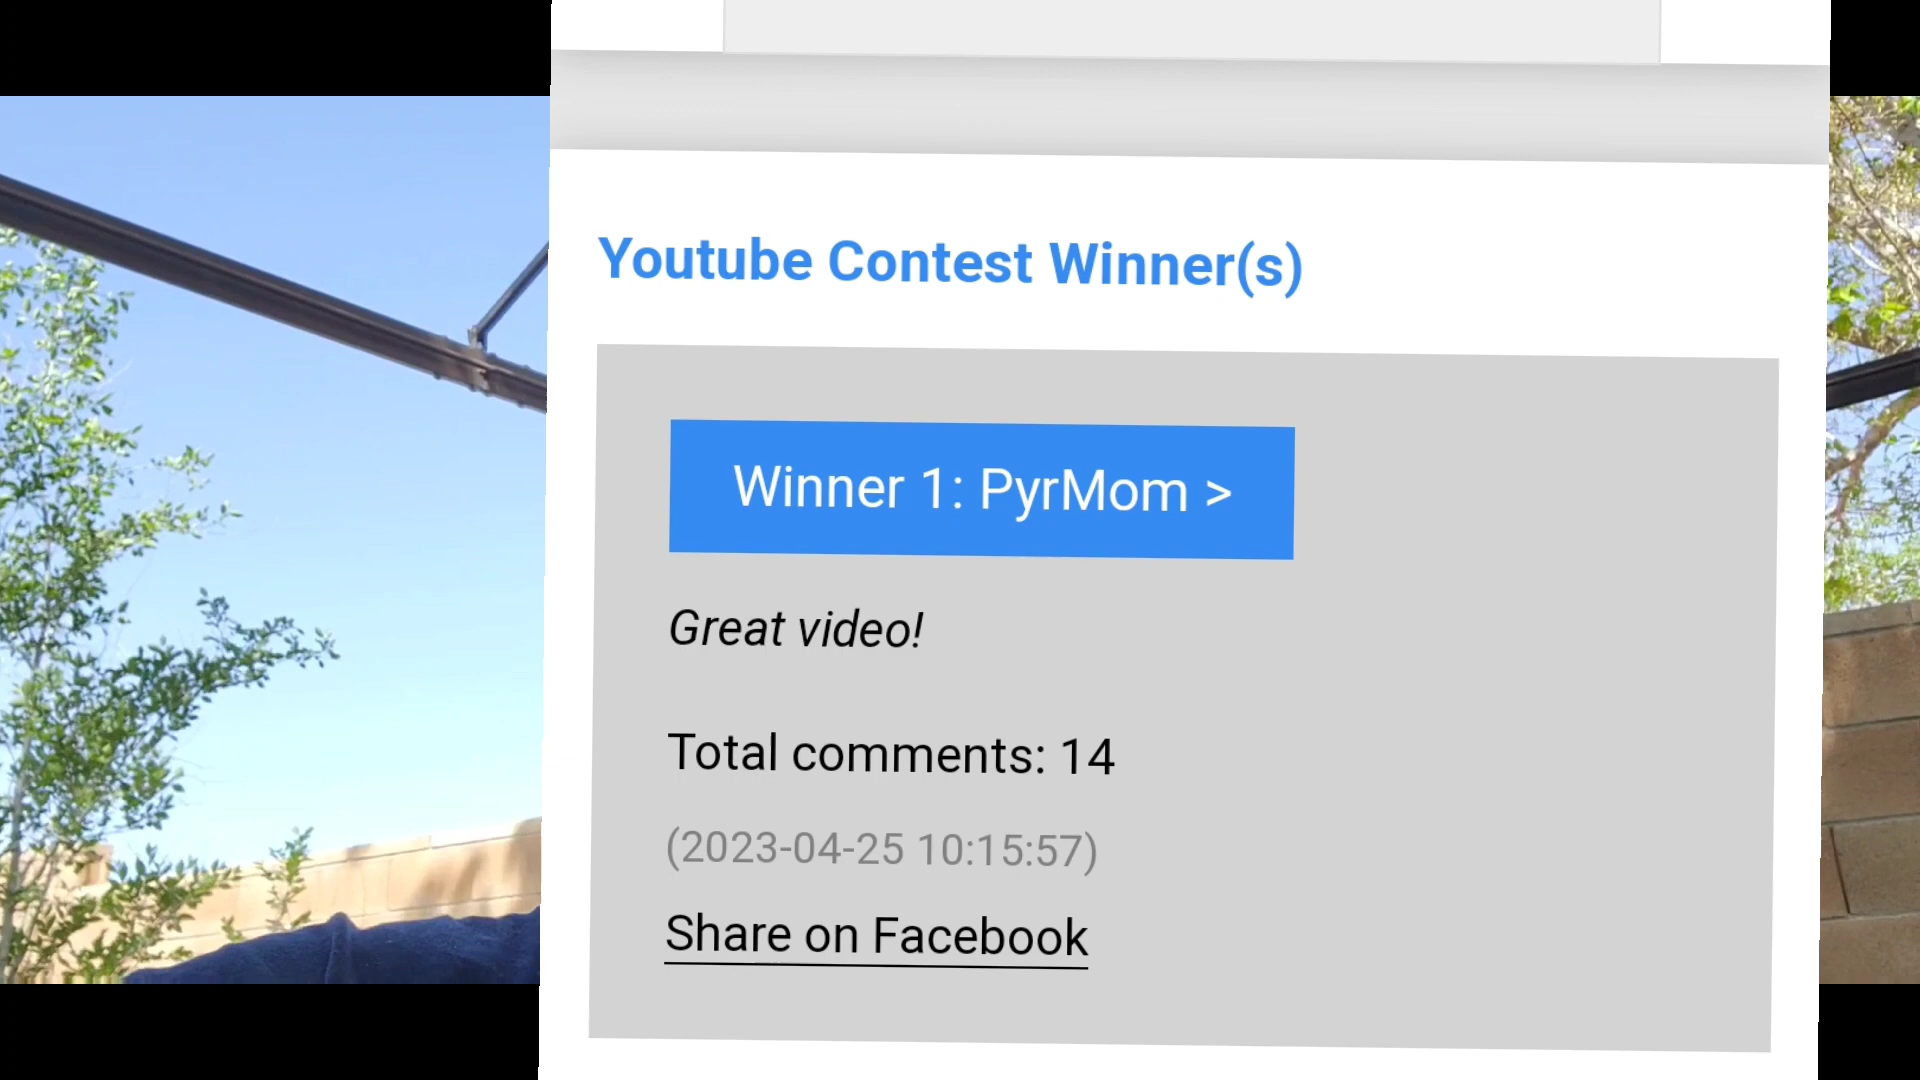 Youtube Contest Winner(s)
Winner 1: PyrMom >
Great video!
Total comments: 14
(2023-04-25 10:15:57)
Share on Facebook